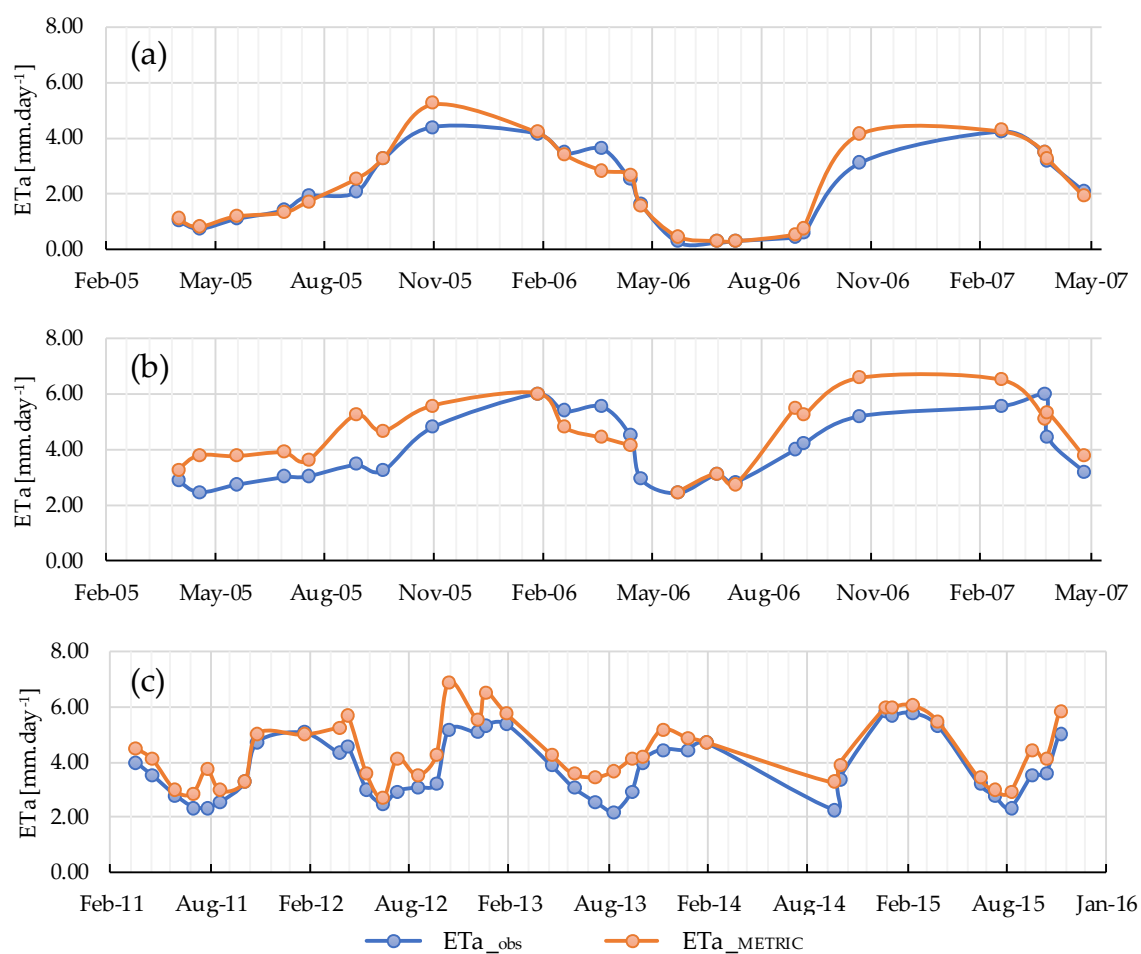 8.00
(a)
6.00
4.00
2.00
0.00
ETa [mm.day-1]
Feb-05 May-05 Aug-05 Nov-05 Feb-06 May-06 Aug-06 Nov-06 Feb-07 May-07
8.00
(b)
6.00
4.00
2.00
0.00
ETa [mm.day-1]
Feb-05 May-05 Aug-05 Nov-05 Feb-06 May-06 Aug-06 Nov-06 Feb-07 May-07
8.00
(c)
6.00
4.00
2.00
0.00
ETa [mm.day-1]
Feb-11 Aug-11 Feb-12 Aug-12 Feb-13 Aug-13 Feb-14 Aug-14 Feb-15 Aug-15 Jan-16
ETa_obs ETa_METRIC